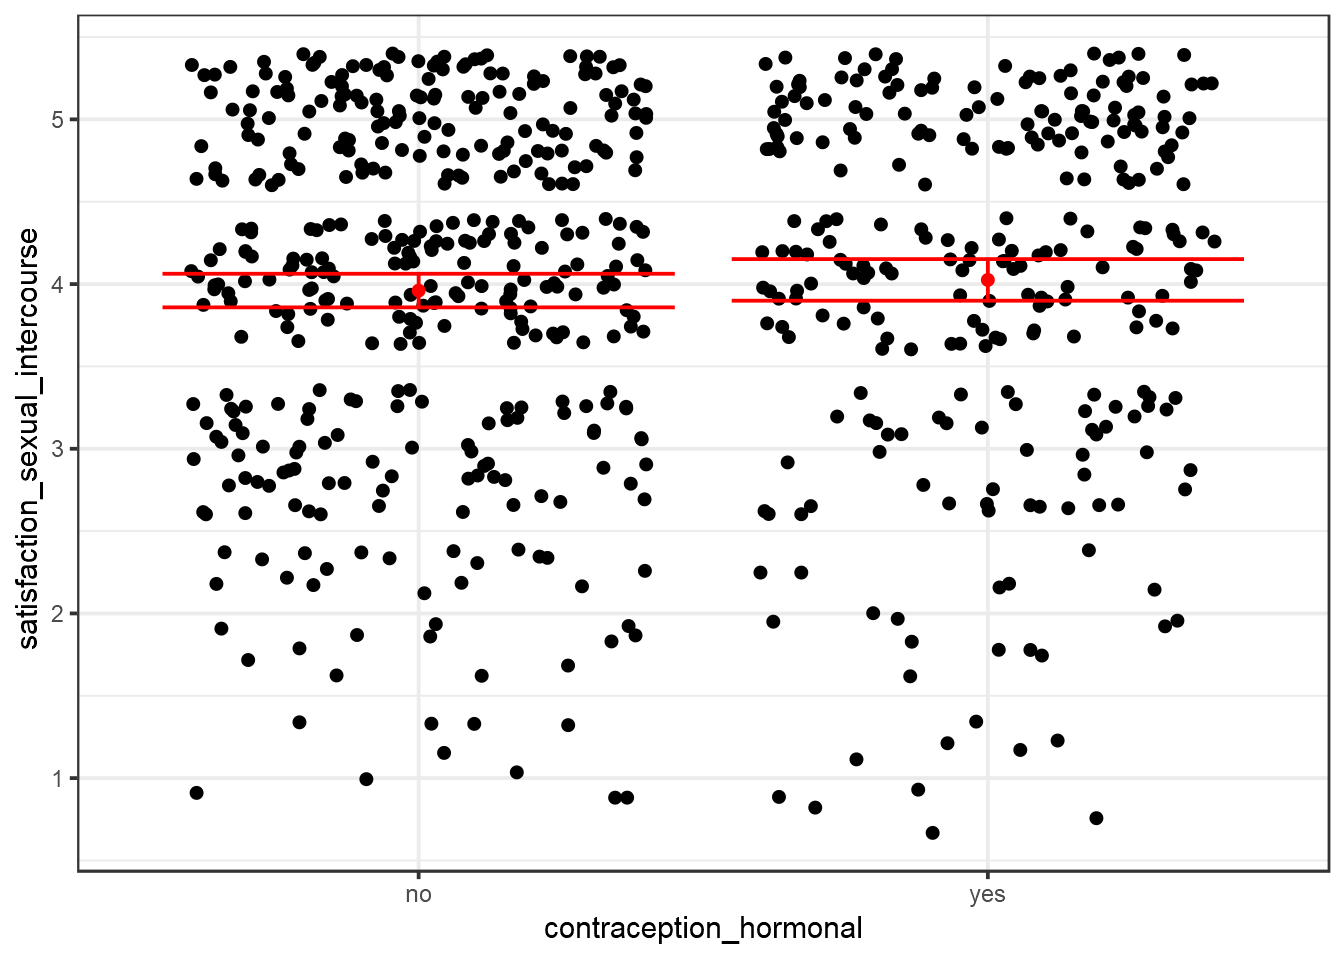 satisfaction_sexual_intercourse
5
4
3
2
1
no
yes
contraception_hormonal